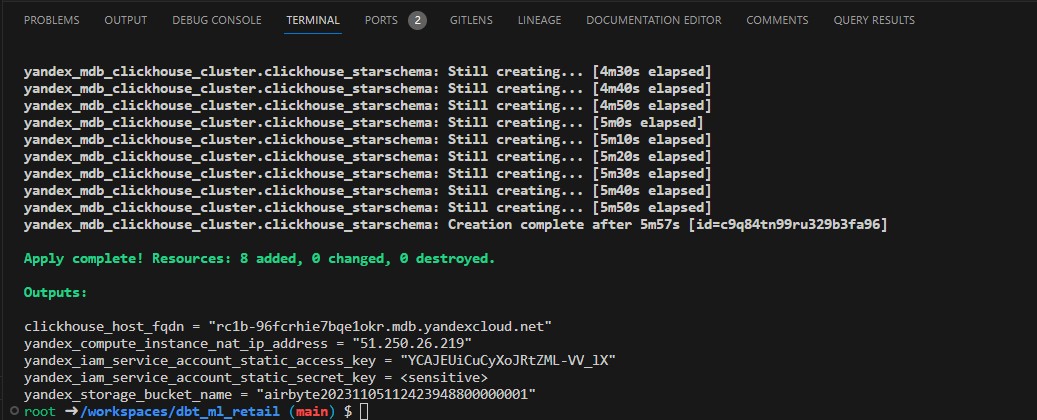 PROBLEMS OUTPUT DEBUG CONSOLE TERMINAL PORTS 2 GITLENS LINEAGE DOCUMENTATION EDITOR COMMENTS QUERY RESULTS
yandex_mdb_clickhouse_cluster.clickhouse_starschema: Still creating... [4m30s elapsed]
yandex_mdb_clickhouse_cluster.clickhouse_starschema: Still creating... [4m40s elapsed]
yandex_mdb_clickhouse_cluster.clickhouse_starschema: Still creating... [4m50s elapsed]
yandex_mdb_clickhouse_cluster.clickhouse_starschema: Still creating... [5m0s elapsed]
yandex_mdb_clickhouse_cluster.clickhouse_starschema: Still creating... [5m10s elapsed]
yandex_mdb_clickhouse_cluster.clickhouse_starschema: Still creating... [5m20s elapsed]
yandex_mdb_clickhouse_cluster.clickhouse_starschema: Still creating... [5m30s elapsed]
yandex_mdb_clickhouse_cluster.clickhouse_starschema: Still creating... [5m40s elapsed]
yandex_mdb_clickhouse_cluster.clickhouse_starschema: Still creating... [5m50s elapsed]
yandex_mdb_clickhouse_cluster.clickhouse_starschema: Creation complete after 5m57s [id=c9q84tn99ru329b3fa96]
Apply complete! Resources: 8 added, 0 changed, 0 destroyed.
Outputs:
clickhouse_host_fqdn = "rc1b-96fcrhie7bqe1okr.mdb.yandexcloud.net"
yandex_compute_instance_nat_ip_address = "51.250.26.219"
yandex_iam_service_account_static_access_key = "YCAJEUiCuCyXoJRtZML-VV_lX"
yandex_iam_service_account_static_secret_key = <sensitive>
yandex_storage_bucket_name = "airbyte20231105112423948800000001"
root ➜ /workspaces/dbt_ml_retail (main) $